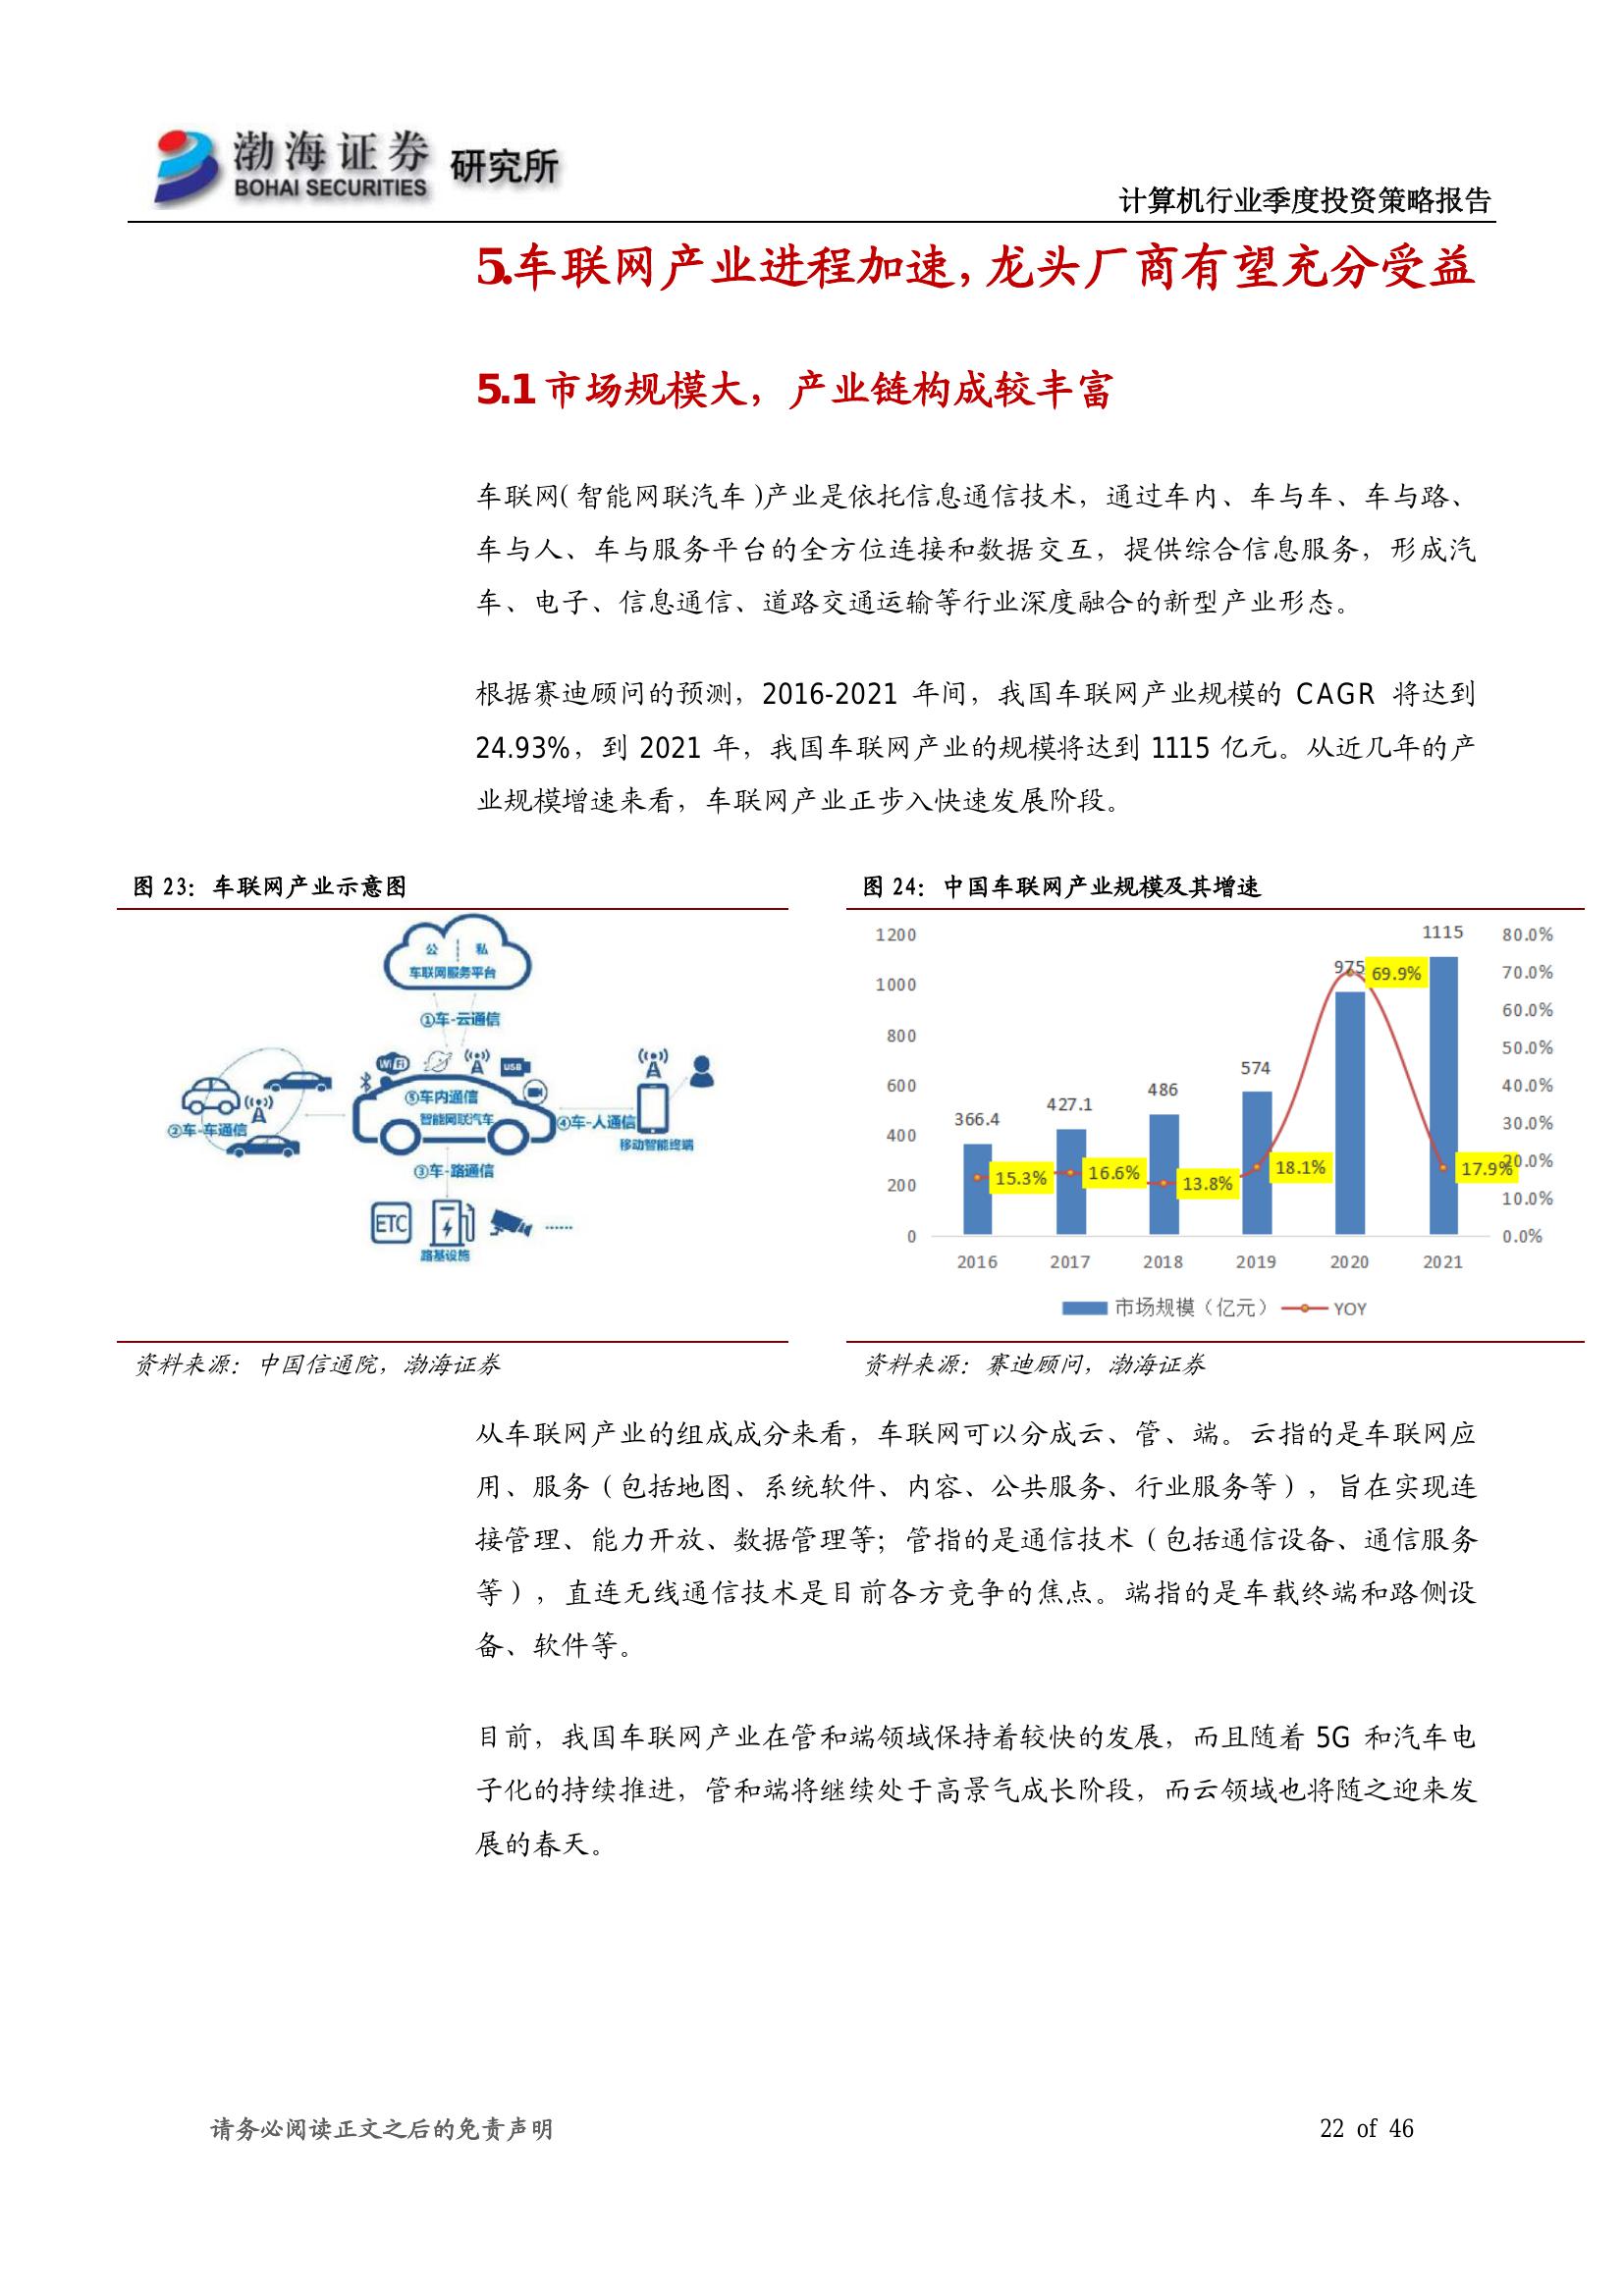 渤海证券 研究所
BOHAI SECURITIES
计算机行业季度投资策略报告
5.车联网产业进程加速，龙头厂商有望充分受益
5.1 市场规模大，产业链构成较丰富
车联网(智能网联汽车)产业是依托信息通信技术，通过车内、车与车、车与路、
车与人、车与服务平台的全方位连接和数据交互，提供综合信息服务，形成汽
车、电子、信息通信、道路交通运输等行业深度融合的新型产业形态。
根据赛迪顾问的预测，2016-2021 年间，我国车联网产业规模的 CAGR 将达到
24.93%，到 2021 年，我国车联网产业的规模将达到 1115 亿元。从近几年的产
业规模增速来看，车联网产业正步入快速发展阶段。
图 23：车联网产业示意图
公 私
车联网服务平台
①车-云通信
WiFi
USB
⑤车内通信
智能网联汽车
②车-车通信
④车-人通信
移动智能终端
③车-路通信
ETC
……
路基设施
资料来源：中国信通院，渤海证券
图 24：中国车联网产业规模及其增速
1200
1000
800
600
400
200
0
366.4
427.1
486
574
975
1115
15.3%
16.6%
13.8%
18.1%
69.9%
17.9%
80.0%
70.0%
60.0%
50.0%
40.0%
30.0%
20.0%
10.0%
0.0%
2016 2017 2018 2019 2020 2021
市场规模（亿元） YOY
资料来源：赛迪顾问，渤海证券
从车联网产业的组成成分来看，车联网可以分成云、管、端。云指的是车联网应
用、服务（包括地图、系统软件、内容、公共服务、行业服务等），旨在实现连
接管理、能力开放、数据管理等；管指的是通信技术（包括通信设备、通信服务
等），直连无线通信技术是目前各方竞争的焦点。端指的是车载终端和路侧设
备、软件等。
目前，我国车联网产业在管和端领域保持着较快的发展，而且随着 5G 和汽车电
子化的持续推进，管和端将继续处于高景气成长阶段，而云领域也将随之迎来发
展的春天。
请务必阅读正文之后的免责声明
22 of 46